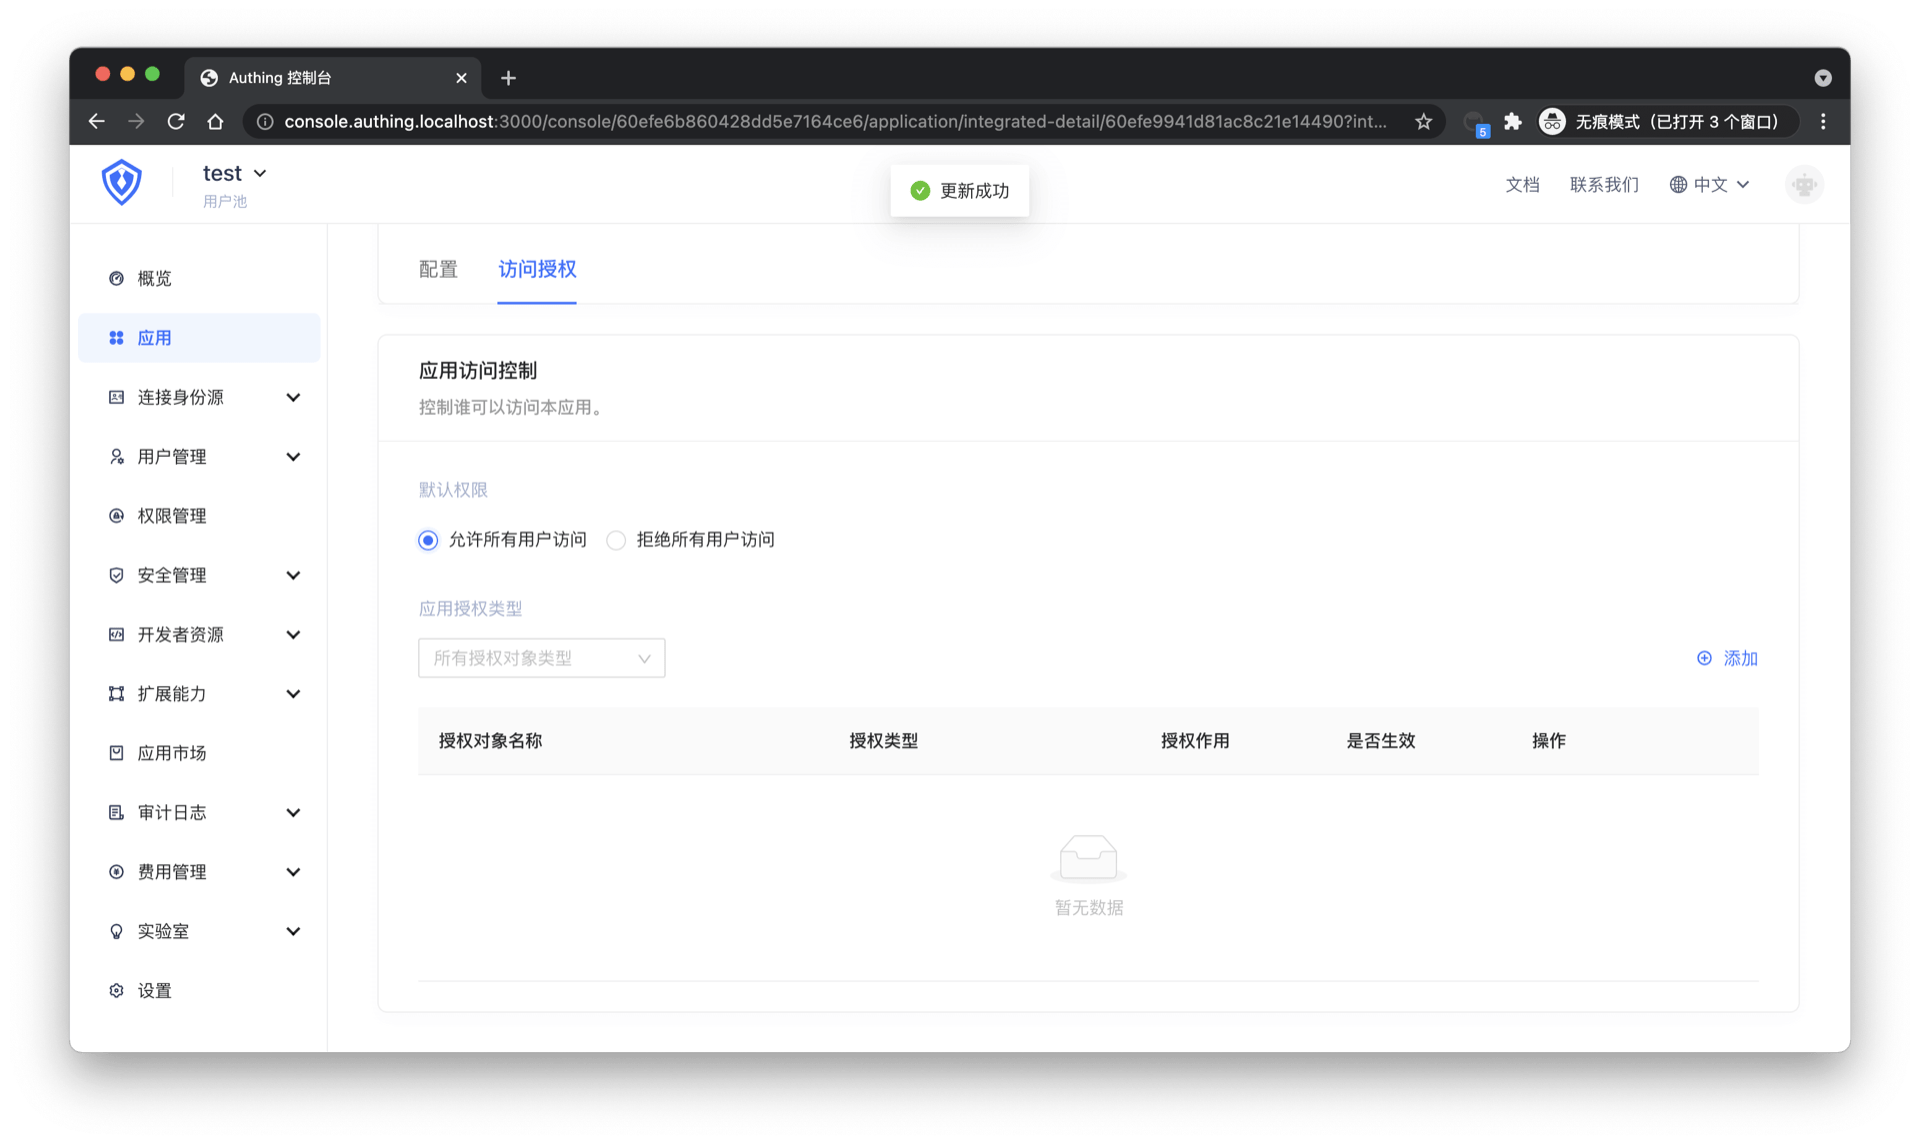 Authing 控制台
console.authing.localhost:3000/console/60efe6b860428dd5e7164ce6/application/integrated-detail/60efe9941d81ac8c21e14490?int...
5
无痕模式（已打开 3 个窗口）
test
用户池
更新成功
文档
联系我们
中文
概览
应用
连接身份源
用户管理
权限管理
安全管理
开发者资源
扩展能力
应用市场
审计日志
费用管理
实验室
设置
配置
访问授权
应用访问控制
控制谁可以访问本应用。
默认权限
允许所有用户访问
拒绝所有用户访问
应用授权类型
所有授权对象类型
添加
授权对象名称 授权类型 授权作用 是否生效 操作
暂无数据